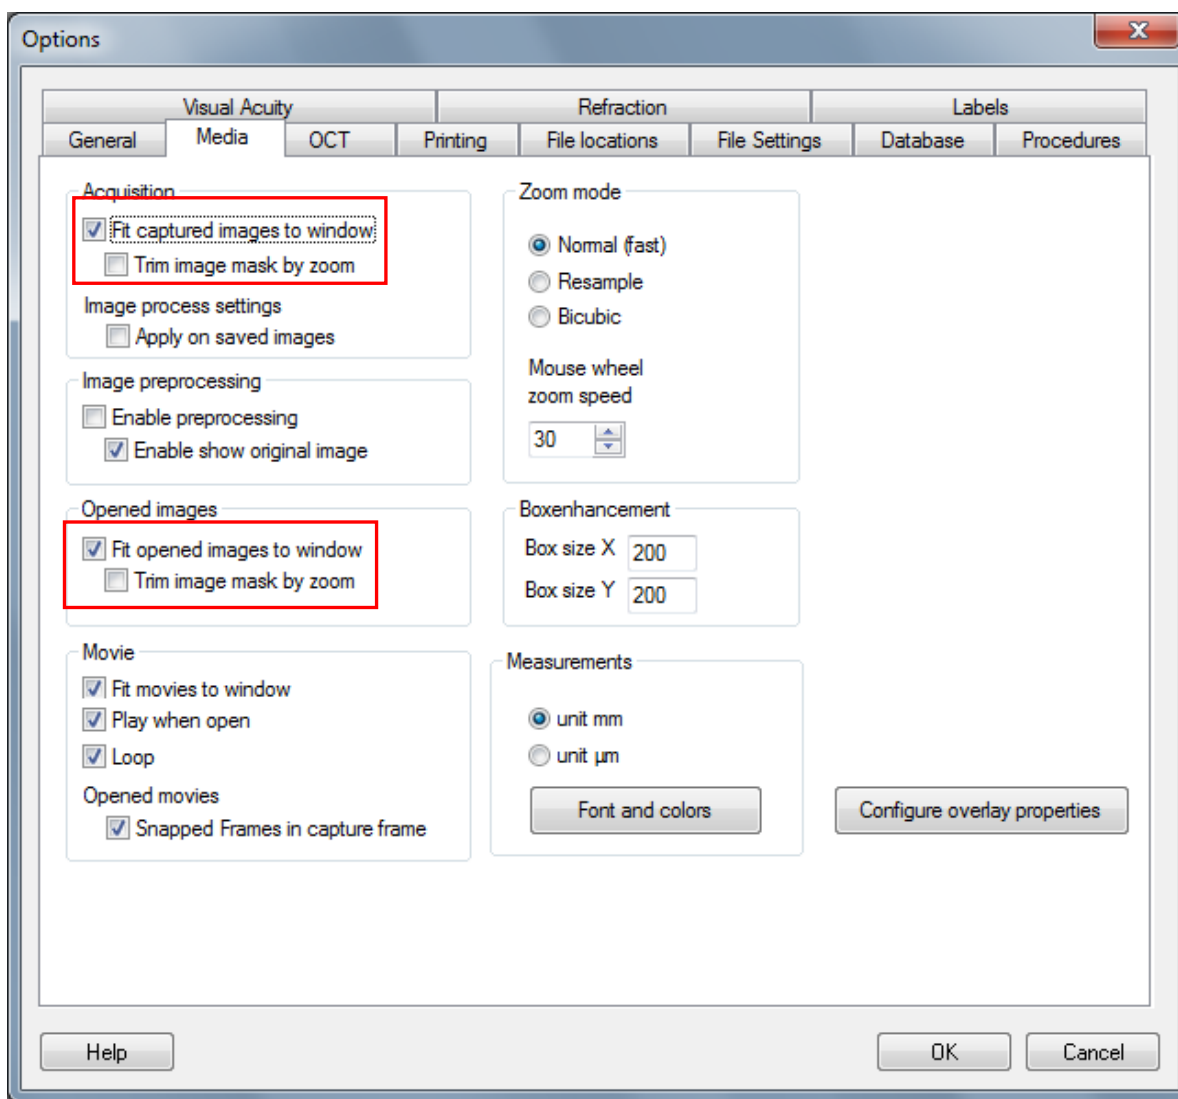 Options
Visual Acuity
Refraction
Labels
General
Media
OCT
Printing
File locations
File Settings
Database
Procedures
Acquisition
Fit captured images to window
Trim image mask by zoom
Image process settings
Apply on saved images
Image preprocessing
Enable preprocessing
Enable show original image
Opened images
Fit opened images to window
Trim image mask by zoom
Movie
Fit movies to window
Play when open
Loop
Opened movies
Snapped Frames in capture frame
Zoom mode
Normal (fast)
Resample
Bicubic
Mouse wheel
zoom speed
30
Boxenhancement
Box size X 200
Box size Y 200
Measurements
unit mm
unit µm
Font and colors
Configure overlay properties
Help
OK
Cancel